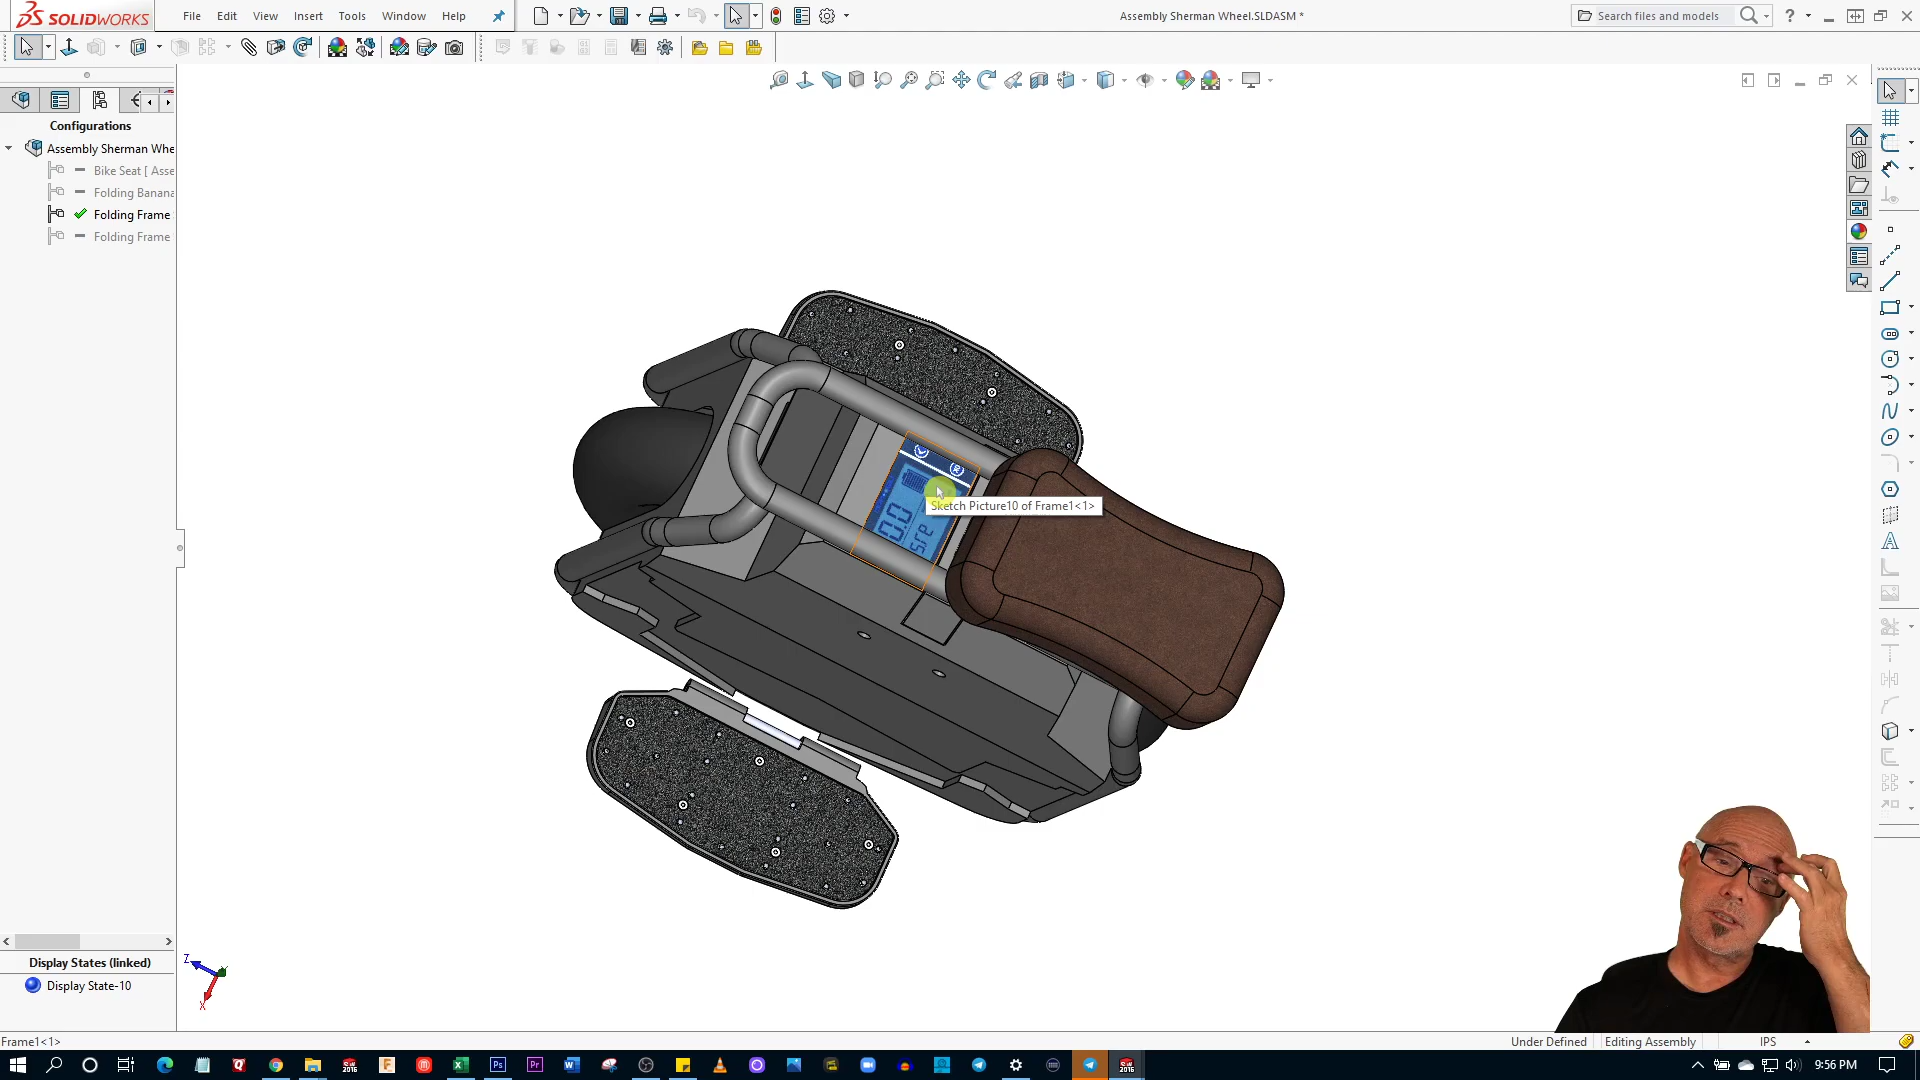 SOLIDWORKS
File Edit View Insert Tools Window Help
Assembly Sherman Wheel.SLDASM *
Search files and models
?
Configurations
Assembly Sherman Whe
Bike Seat [ Asse
Folding Banana
Folding Frame
Folding Frame
0.0
Sketch Picture10 of Frame1<1>
Display States (linked)
Display State-10
Z
X
Frame1<1>
Under Defined
Editing Assembly
IPS
9:56 PM